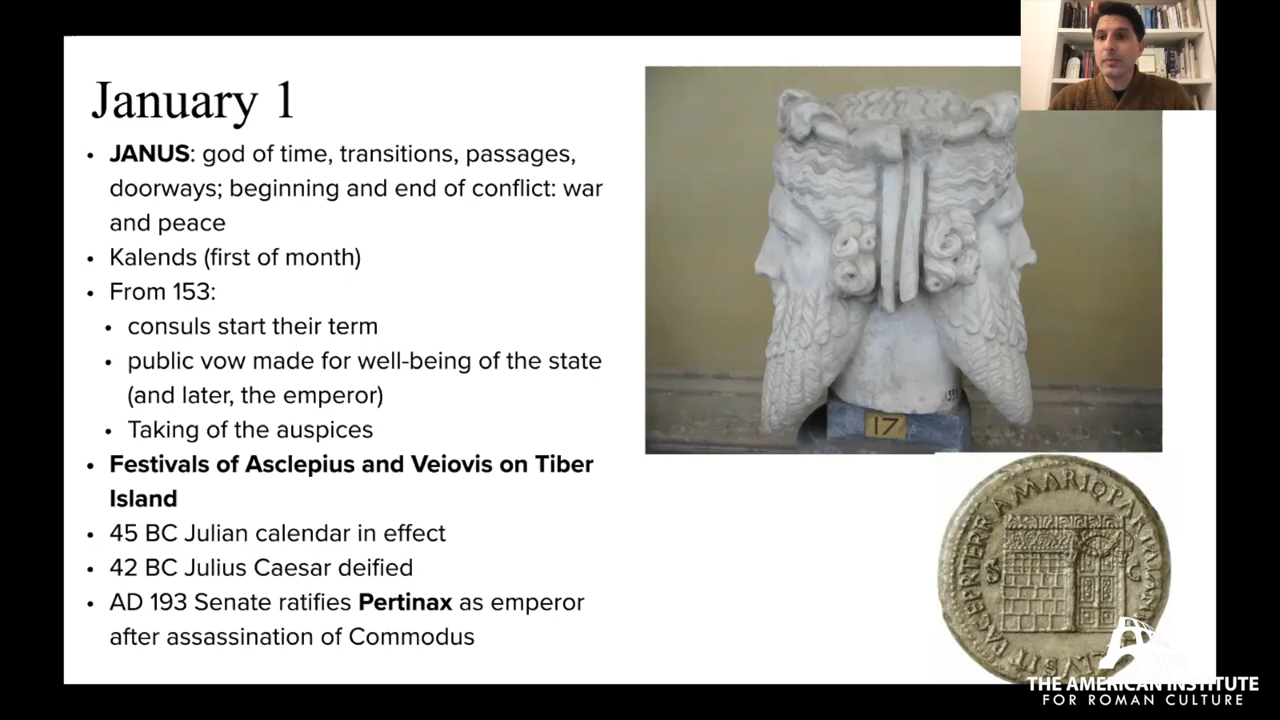 January 1
• JANUS: god of time, transitions, passages,
doorways; beginning and end of conflict: war
and peace
• Kalends (first of month)
• From 153:
• consuls start their term
• public vow made for well-being of the state
(and later, the emperor)
• Taking of the auspices
• Festivals of Asclepius and Veiovis on Tiber
Island
• 45 BC Julian calendar in effect
• 42 BC Julius Caesar deified
• AD 193 Senate ratifies Pertinax as emperor
after assassination of Commodus
17
S C
THE AMERICAN INSTITUTE
FOR ROMAN CULTURE